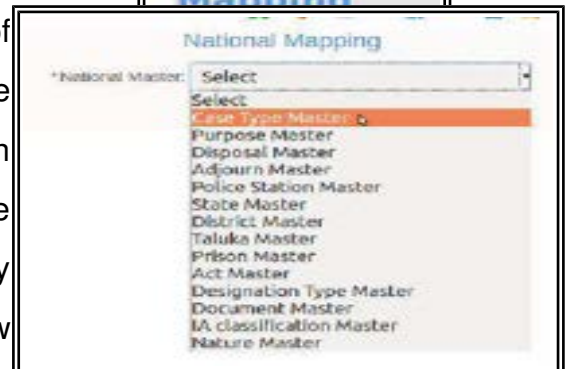 Mapping
of
e
n
e
y
w
National Mapping
*National Master: Select
Select
Case Type Master
Purpose Master
Disposal Master
Adjourn Master
Police Station Master
State Master
District Master
Taluka Master
Prison Master
Act Master
Designation Type Master
Document Master
IA classification Master
Nature Master